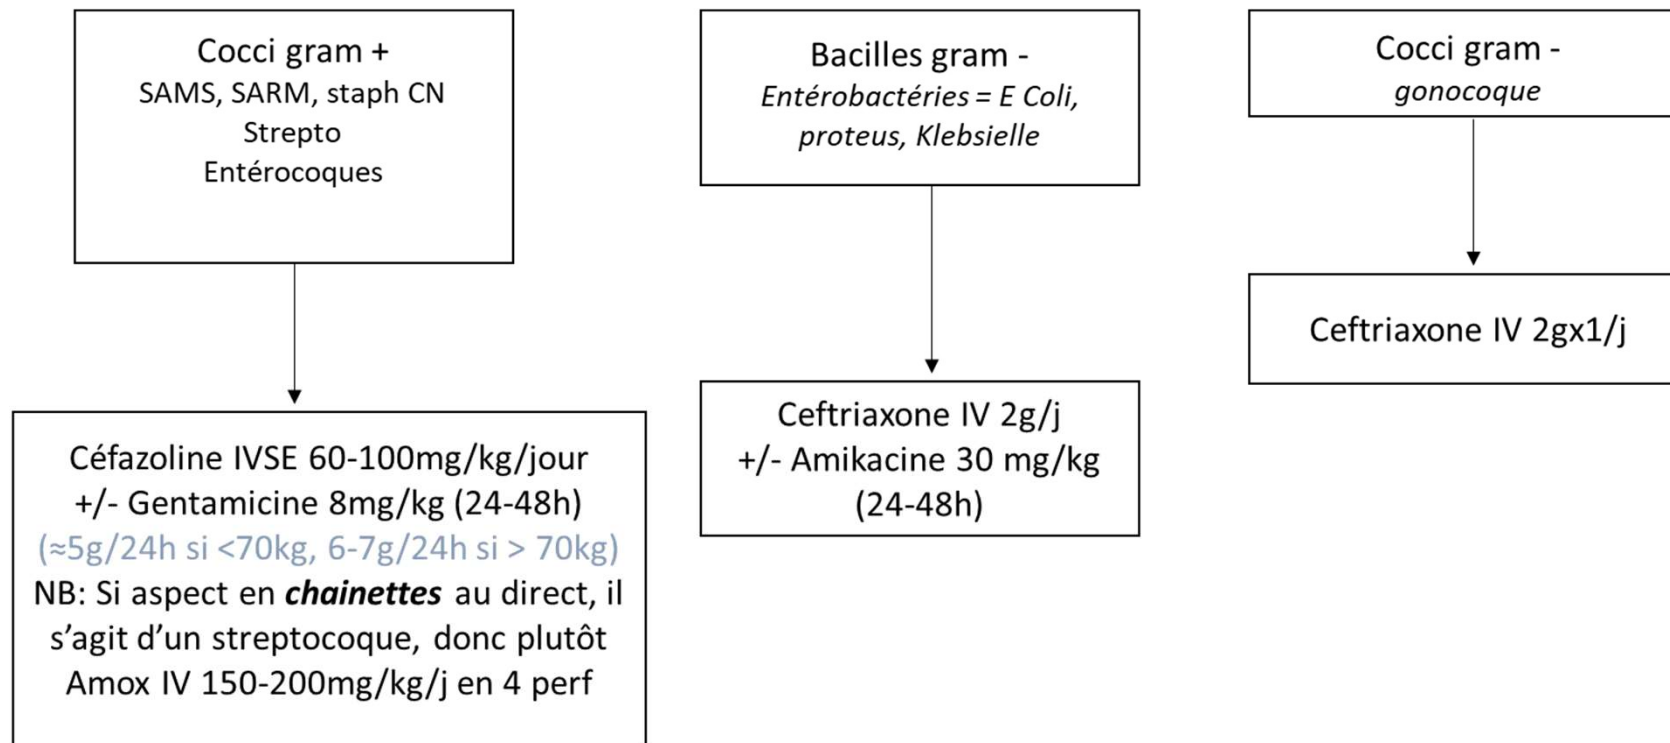 Cocci gram +
SAMS, SARM, staph CN
Strepto
Entérocoques
Céfazoline IVSE 60-100mg/kg/jour
+/- Gentamicine 8mg/kg (24-48h)
(≈5g/24h si <70kg, 6-7g/24h si > 70kg)
NB: Si aspect en chainettes au direct, il
s’agit d’un streptocoque, donc plutôt
Amox IV 150-200mg/kg/j en 4 perf
Bacilles gram -
Entérobactéries = E Coli,
proteus, Klebsielle
Ceftriaxone IV 2g/j
+/- Amikacine 30 mg/kg
(24-48h)
Cocci gram -
gonocoque
Ceftriaxone IV 2gx1/j